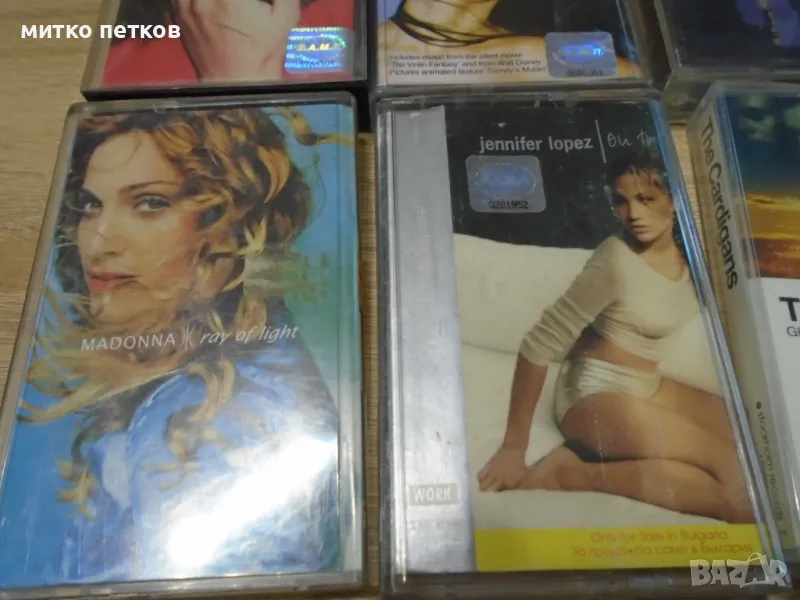 митко петков
B.A.M.P.
includes music from the silent movie
'The Violin Fantasy' and from Walt Disney
Pictures animated feature 'Disney's Mulan'
MADONNA ray of light
jennifer lopez on
0281952
WORK
Only for Sale in Bulgaria
За продажба само в България
The Cardigans
BAZAR